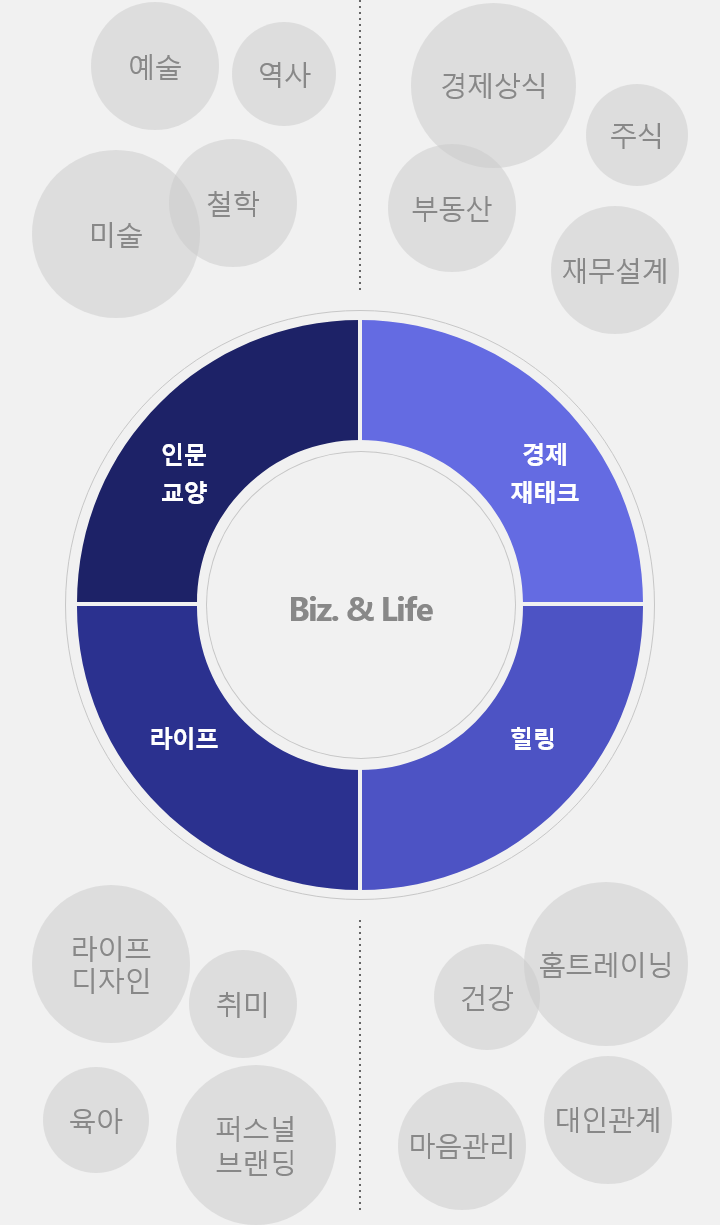 예술
역사
미술
철학
경제상식
주식
부동산
재무설계
인문
교양
경제
재태크
Biz. & Life
라이프
힐링
라이프
디자인
취미
육아
퍼스널
브랜딩
건강
홈트레이닝
마음관리
대인관계